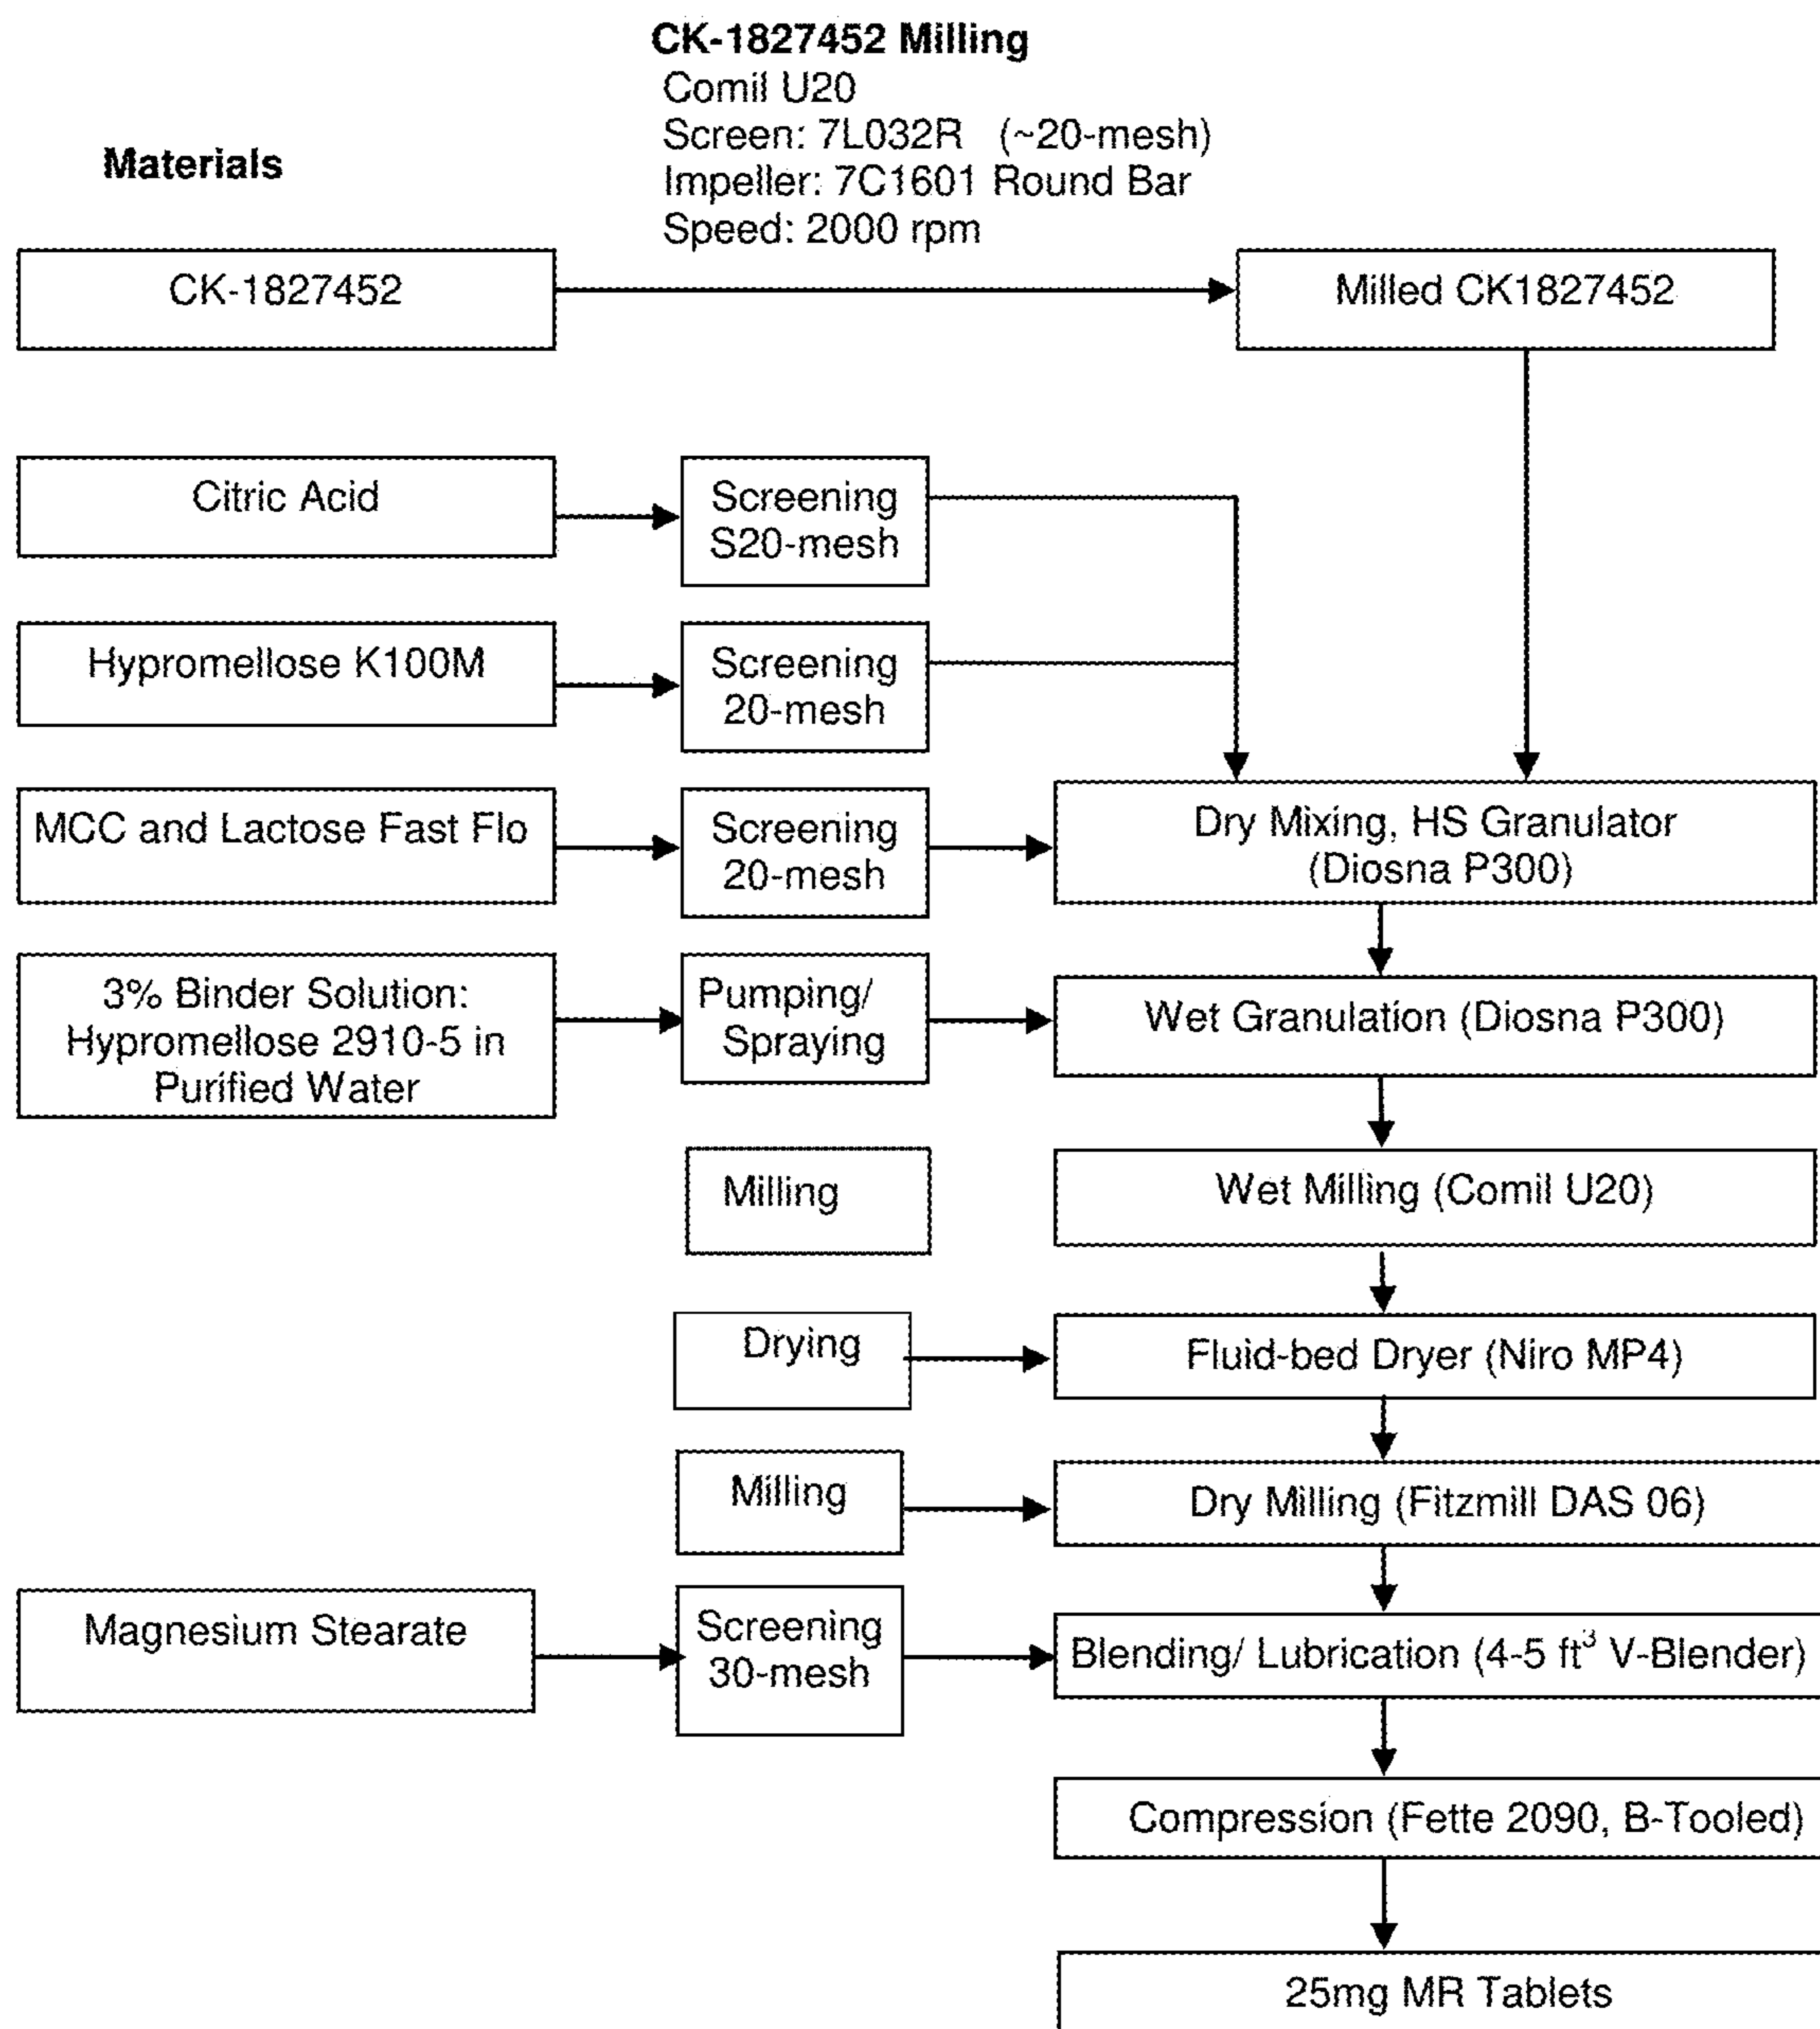 CK-1827452 Milling
Comil U20
Screen: 7L032R (~20-mesh)
Impeller: 7C1601 Round Bar
Speed: 2000 rpm
Materials
CK-1827452
Milled CK1827452
Citric Acid
Screening
S20-mesh
Hypromellose K100M
Screening
20-mesh
MCC and Lactose Fast Flo
Screening
20-mesh
Dry Mixing, HS Granulator
(Diosna P300)
3% Binder Solution:
Hypromellose 2910-5 in
Purified Water
Pumping/
Spraying
Wet Granulation (Diosna P300)
Milling
Wet Milling (Comil U20)
Drying
Fluid-bed Dryer (Niro MP4)
Milling
Dry Milling (Fitzmill DAS 06)
Magnesium Stearate
Screening
30-mesh
Blending/ Lubrication (4-5 ft³ V-Blender)
Compression (Fette 2090, B-Tooled)
25mg MR Tablets